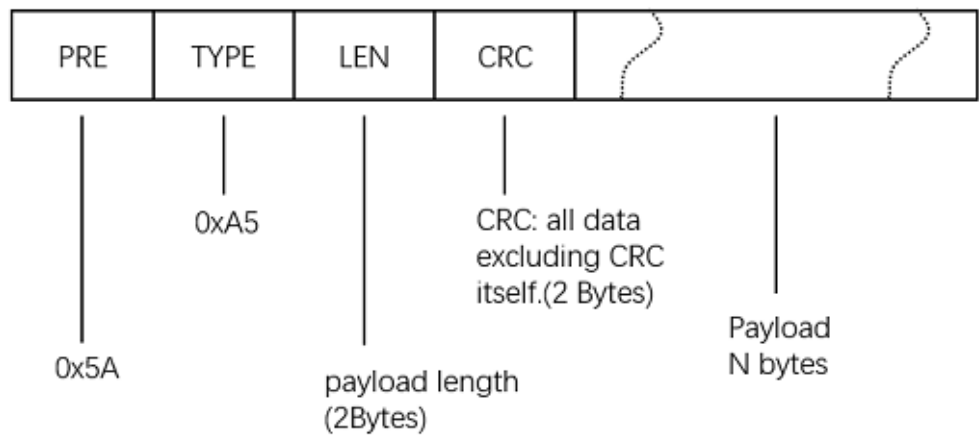 PRE TYPE LEN CRC
0xA5
CRC: all data
excluding CRC
itself.(2 Bytes)
0x5A
payload length
(2Bytes)
Payload
N bytes